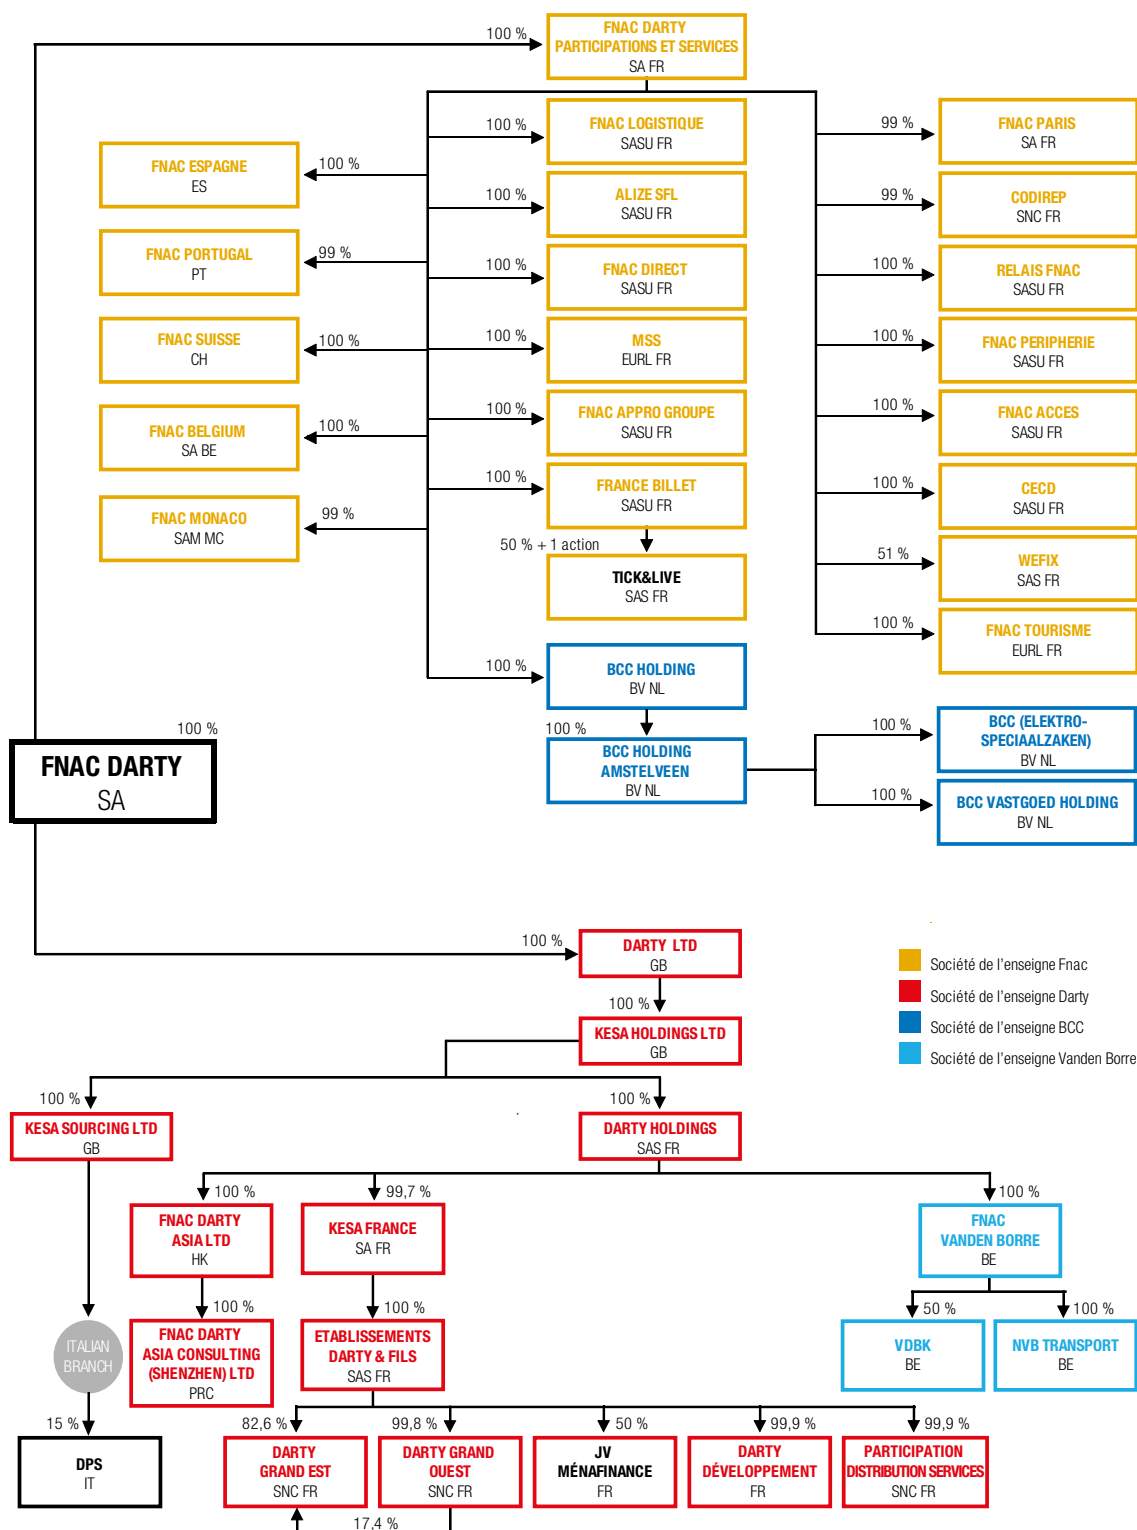 100 %
FNAC DARTY
PARTICIPATIONS ET SERVICES
SA FR
100 %
FNAC ESPAGNE
ES
99 %
FNAC PORTUGAL
PT
100 %
FNAC SUISSE
CH
100 %
FNAC BELGIUM
SA BE
99 %
FNAC MONACO
SAM MC
100 %
FNAC LOGISTIQUE
SASU FR
100 %
ALIZE SFL
SASU FR
100 %
FNAC DIRECT
SASU FR
100 %
MSS
EURL FR
100 %
FNAC APPRO GROUPE
SASU FR
100 %
FRANCE BILLET
SASU FR
50 % + 1 action
TICK&LIVE
SAS FR
99 %
FNAC PARIS
SA FR
99 %
CODIREP
SNC FR
100 %
RELAIS FNAC
SASU FR
100 %
FNAC PERIPHERIE
SASU FR
100 %
FNAC ACCES
SASU FR
100 %
CECD
SASU FR
51 %
WEFIX
SAS FR
100 %
FNAC TOURISME
EURL FR
100 %
BCC HOLDING
BV NL
100 %
BCC HOLDING
AMSTELVEEN
BV NL
100 %
BCC (ELEKTRO-
SPECIAALZAKEN)
BV NL
100 %
BCC VASTGOED HOLDING
BV NL
100 %
FNAC DARTY
SA
100 %
DARTY LTD
GB
100 %
KESA HOLDINGS LTD
GB
Société de l'enseigne Fnac
Société de l'enseigne Darty
Société de l'enseigne BCC
Société de l'enseigne Vanden Borre
100 %
KESA SOURCING LTD
GB
100 %
DARTY HOLDINGS
SAS FR
100 %
FNAC DARTY
ASIA LTD
HK
99,7 %
KESA FRANCE
SA FR
100 %
FNAC
VANDEN BORRE
BE
ITALIAN
BRANCH
100 %
FNAC DARTY
ASIA CONSULTING
(SHENZHEN) LTD
PRC
100 %
ETABLISSEMENTS
DARTY & FILS
SAS FR
50 %
VDBK
BE
100 %
NVB TRANSPORT
BE
15 %
DPS
IT
82,6 %
DARTY
GRAND EST
SNC FR
99,8 %
DARTY GRAND
OUEST
SNC FR
50 %
JV
MÉNAFINANCE
FR
99,9 %
DARTY
DÉVELOPPEMENT
FR
99,9 %
PARTICIPATION
DISTRIBUTION SERVICES
SNC FR
17,4 %